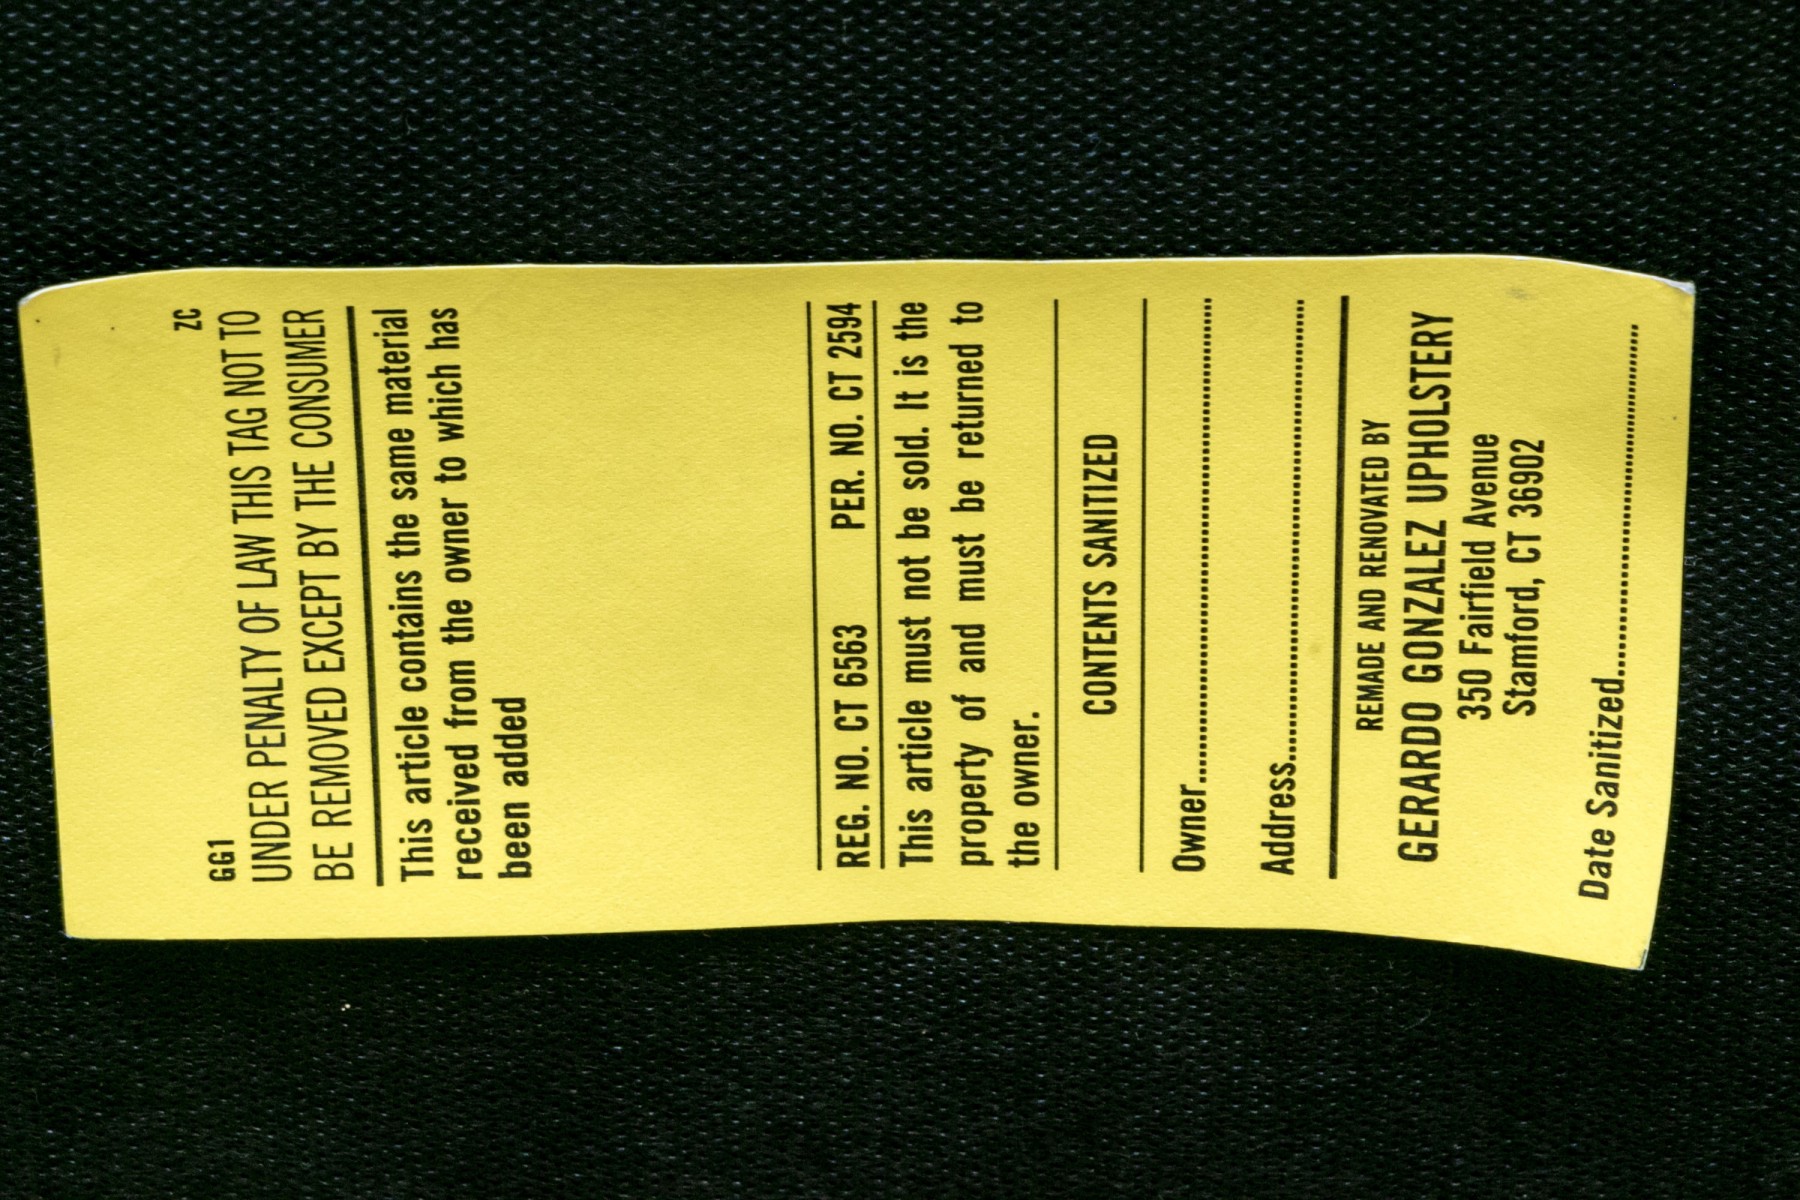 GG1 ZC
UNDER PENALTY OF LAW THIS TAG NOT TO
BE REMOVED EXCEPT BY THE CONSUMER
This article contains the same material
received from the owner to which has
been added
REG. NO. CT 6563 PER. NO. CT 2594
This article must not be sold. It is the
property of and must be returned to
the owner.
CONTENTS SANITIZED
Owner
Address
REMADE AND RENOVATED BY
GERARDO GONZALEZ UPHOLSTERY
350 Fairfield Avenue
Stamford, CT 36902
Date Sanitized